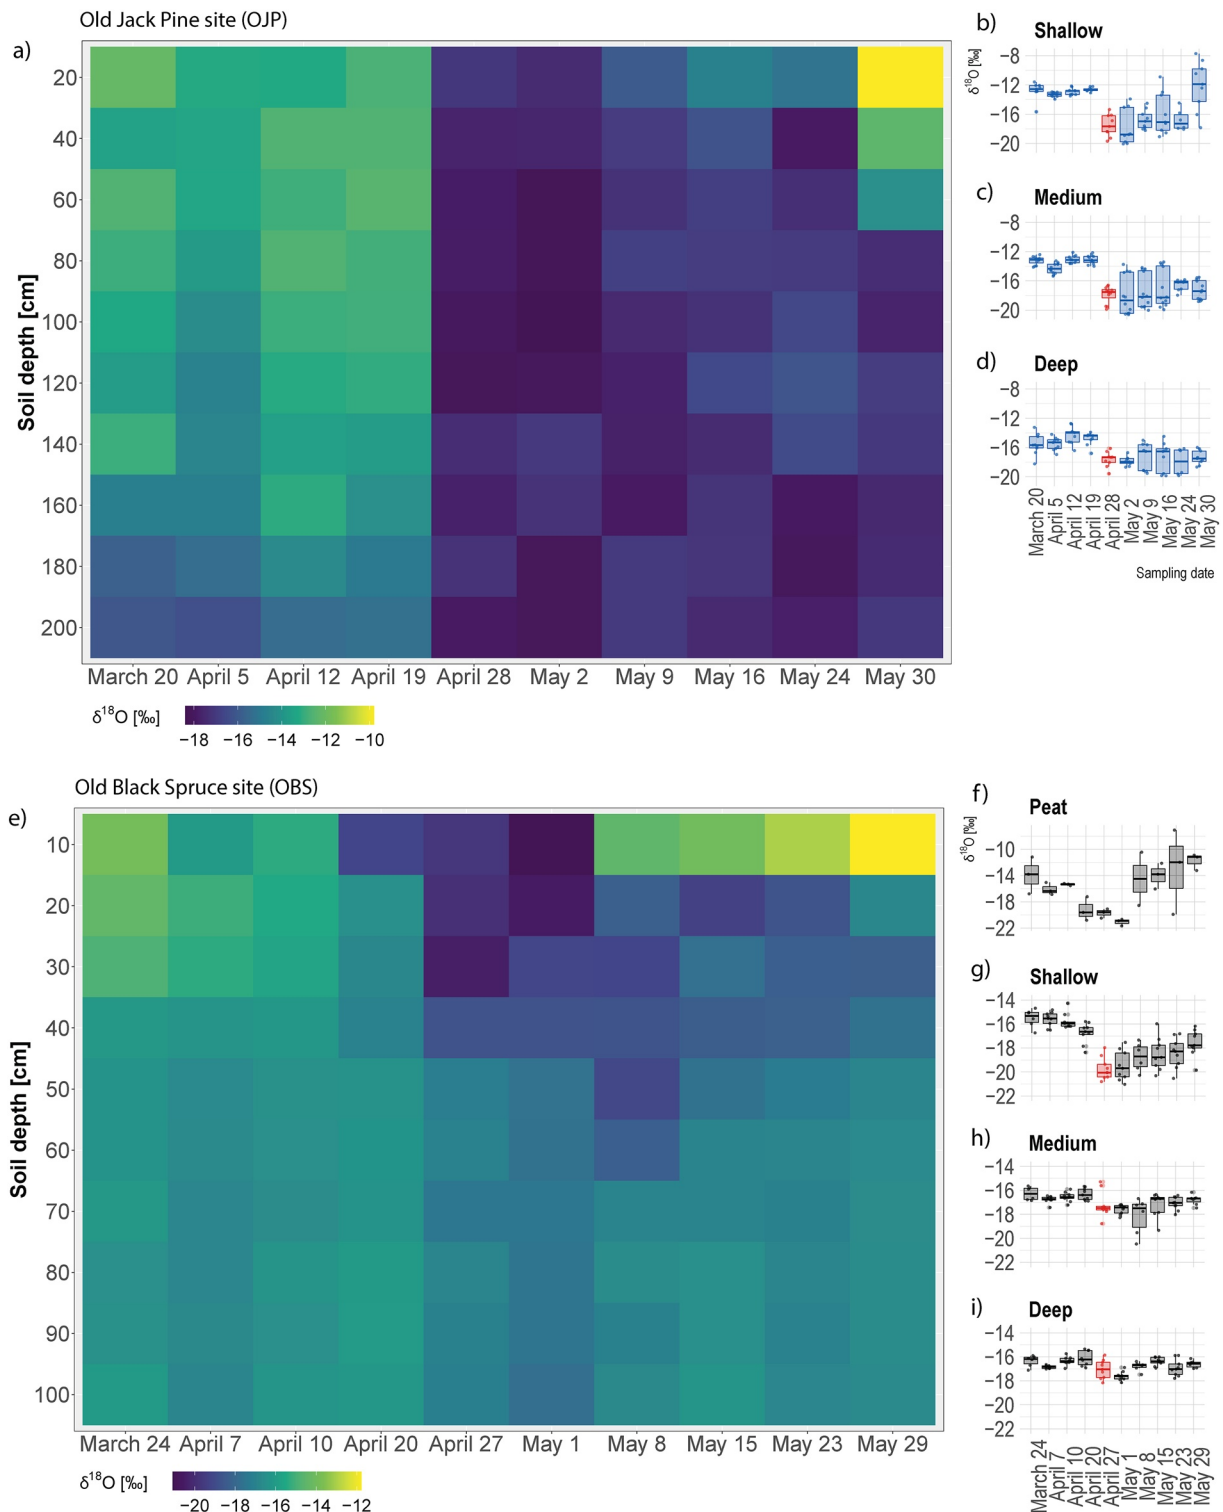 Old Jack Pine site (OJP)
a)
Soil depth [cm]
20
40
60
80
100
120
140
160
180
200
March 20 April 5 April 12 April 19 April 28 May 2 May 9 May 16 May 24 May 30
δ18O [‰]
−18 −16 −14 −12 −10
b) Shallow
δ18O [‰]
−8
−12
−16
−20
c) Medium
−8
−12
−16
−20
d) Deep
−8
−12
−16
−20
March 20
April 5
April 12
April 19
April 28
May 2
May 9
May 16
May 24
May 30
Sampling date
Old Black Spruce site (OBS)
e)
Soil depth [cm]
10
20
30
40
50
60
70
80
90
100
March 24 April 7 April 10 April 20 April 27 May 1 May 8 May 15 May 23 May 29
δ18O [‰]
−20 −18 −16 −14 −12
f) Peat
δ18O [‰]
−10
−14
−18
−22
g) Shallow
−14
−16
−18
−20
−22
h) Medium
−14
−16
−18
−20
−22
i) Deep
−14
−16
−18
−20
−22
March 24
April 7
April 10
April 20
April 27
May 1
May 8
May 15
May 23
May 29